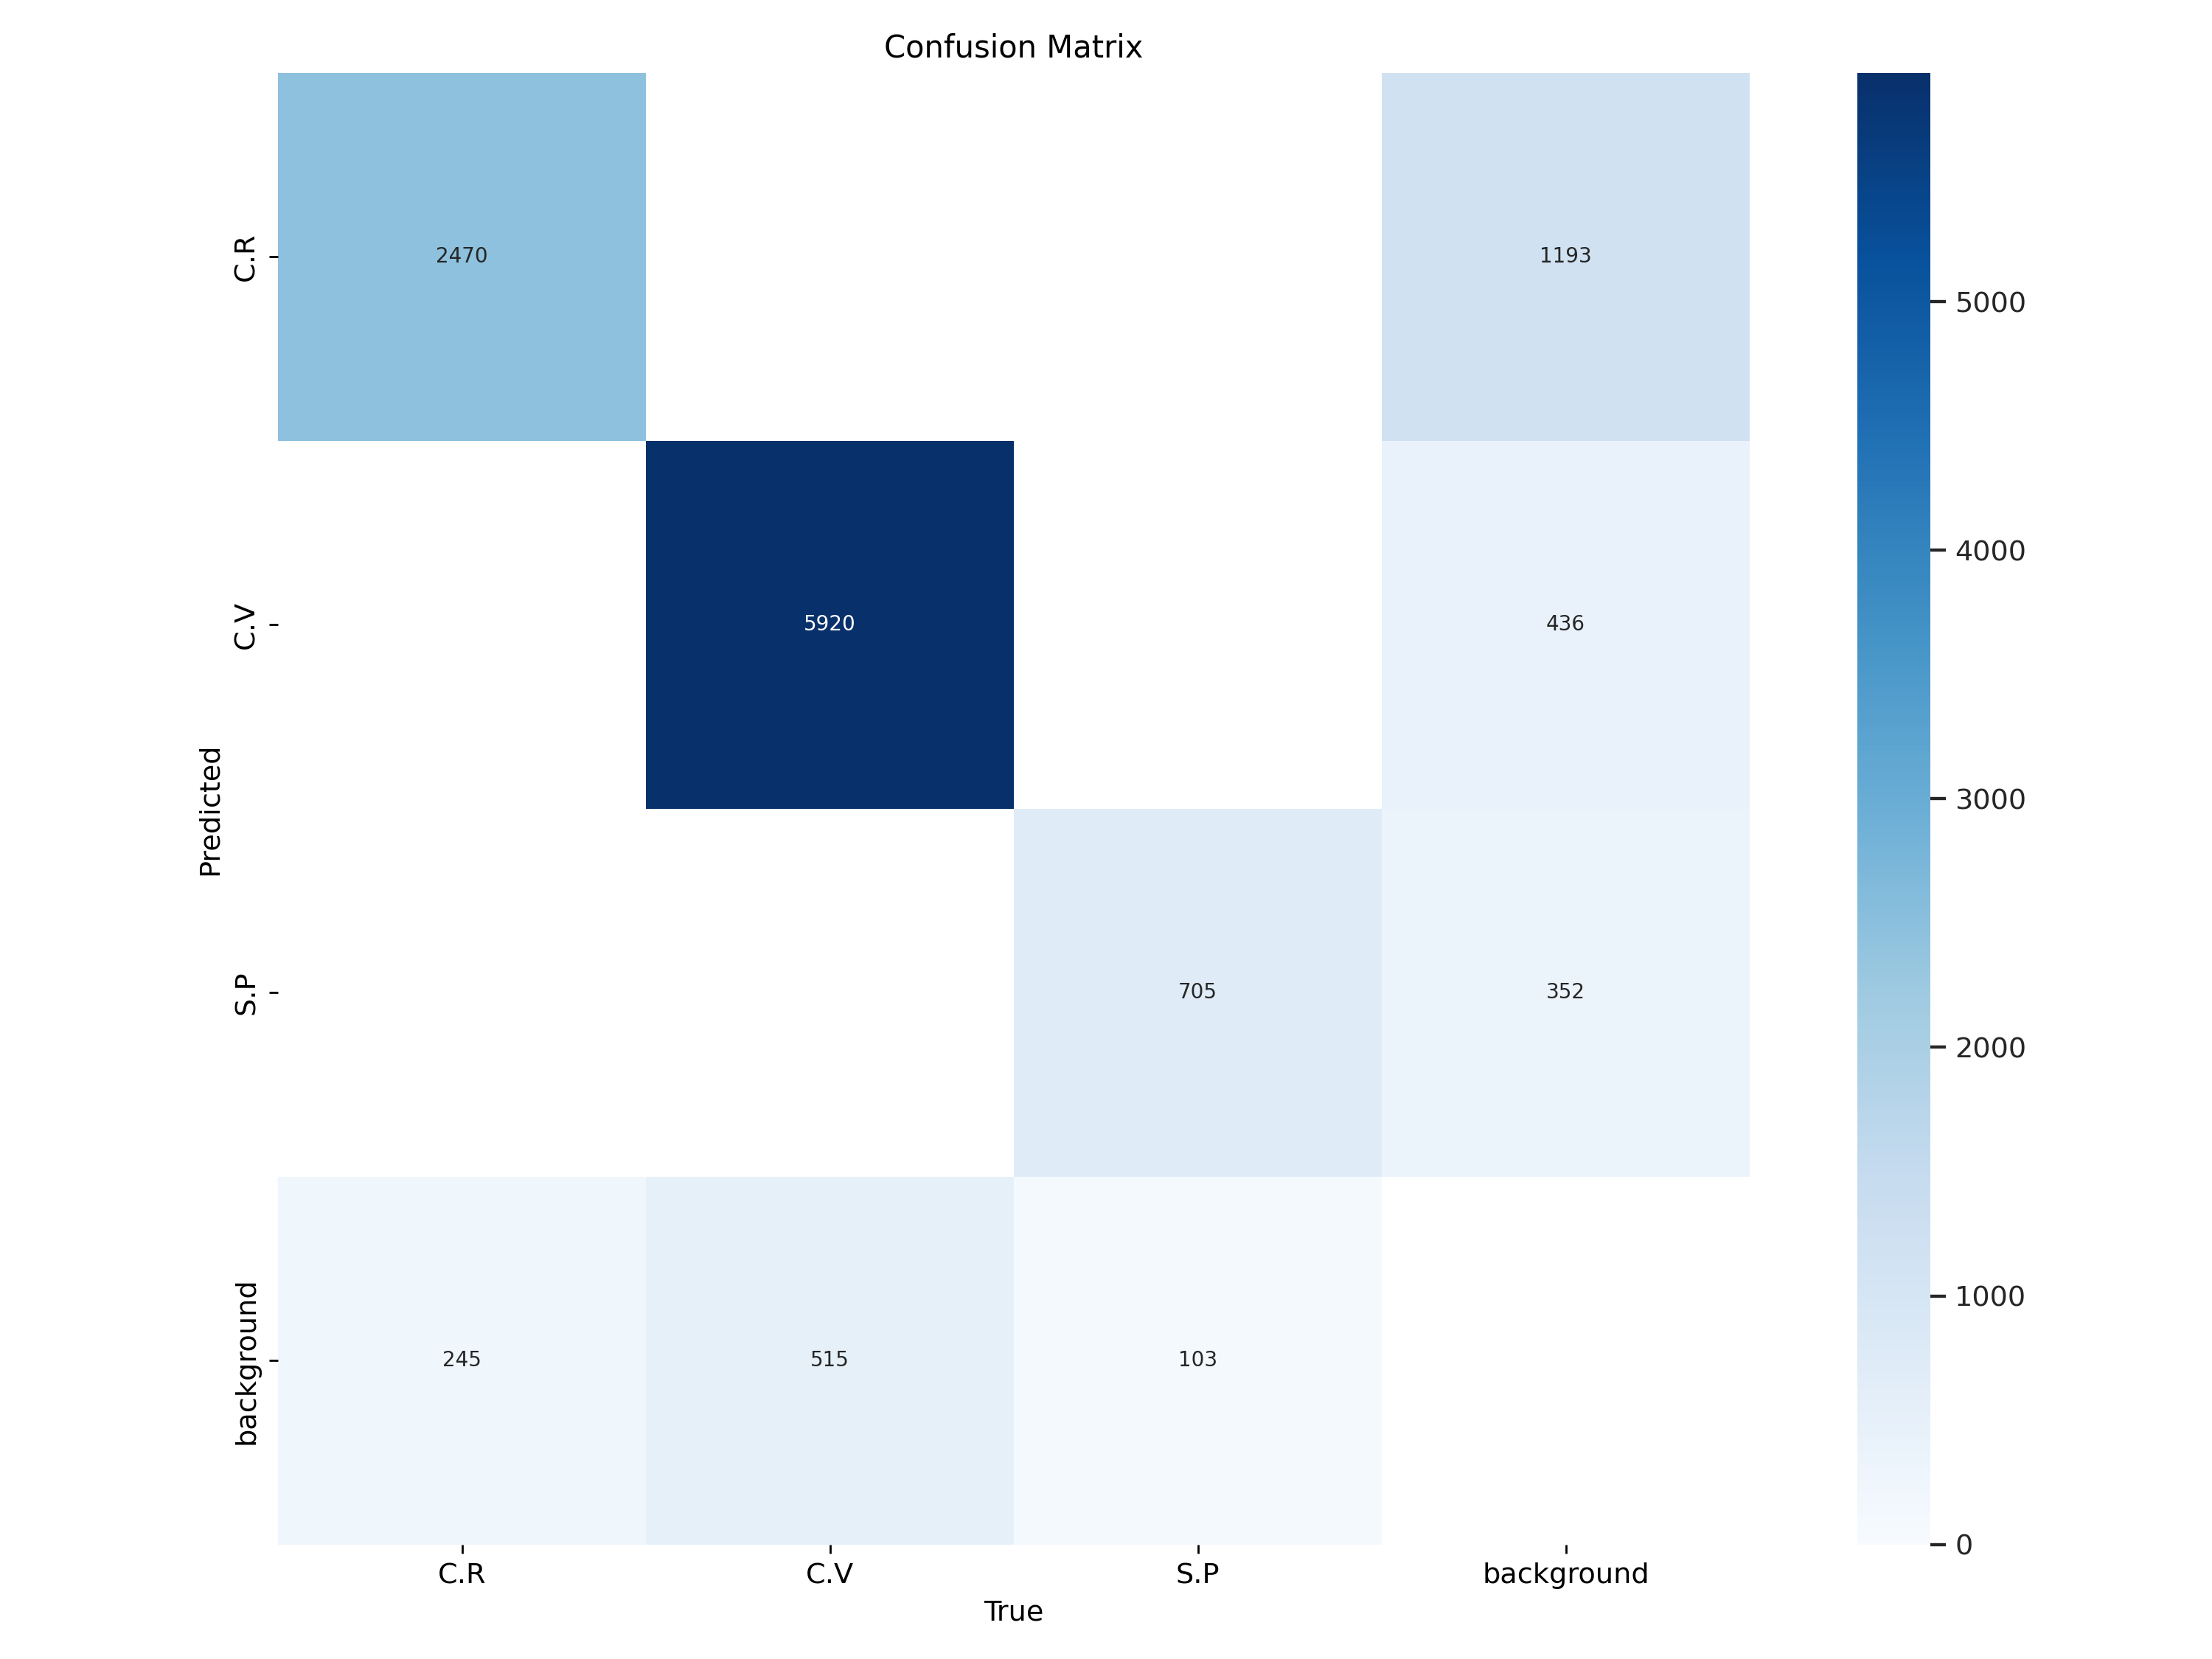 Confusion Matrix
C.R
2470
1193
C.V
5920
436
S.P
705
352
background
245
515
103
C.R
C.V
S.P
background
True
Predicted
5000
4000
3000
2000
1000
0